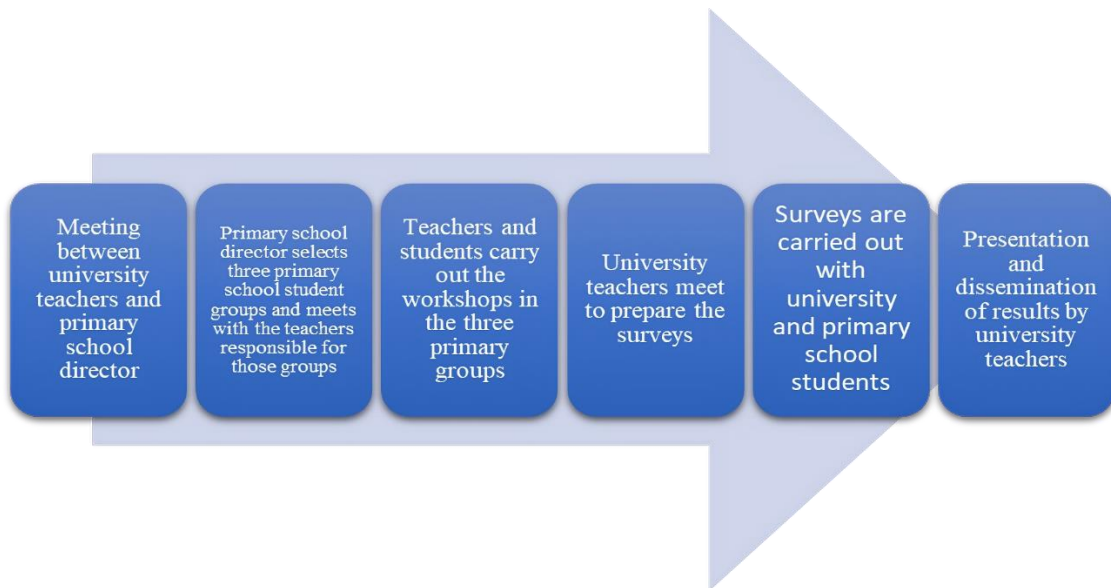 Meeting
between
university
teachers and
primary
school
director
Primary school
director selects
three primary
school student
groups and meets
with the teachers
responsible for
those groups
Teachers and
students carry
out the
workshops in
the three
primary
groups
University
teachers meet
to prepare the
surveys
Surveys are
carried out
with
university
and primary
school
students
Presentation
and
dissemination
of results by
university
teachers